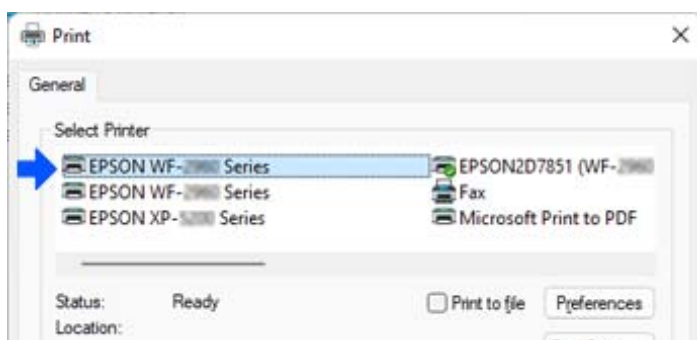 Print
General
Select Printer
EPSON WF- Series
EPSON WF- Series
EPSON XP- Series
EPSON2D7851 (WF-
Fax
Microsoft Print to PDF
Status: Ready
Print to file
Preferences
Location: